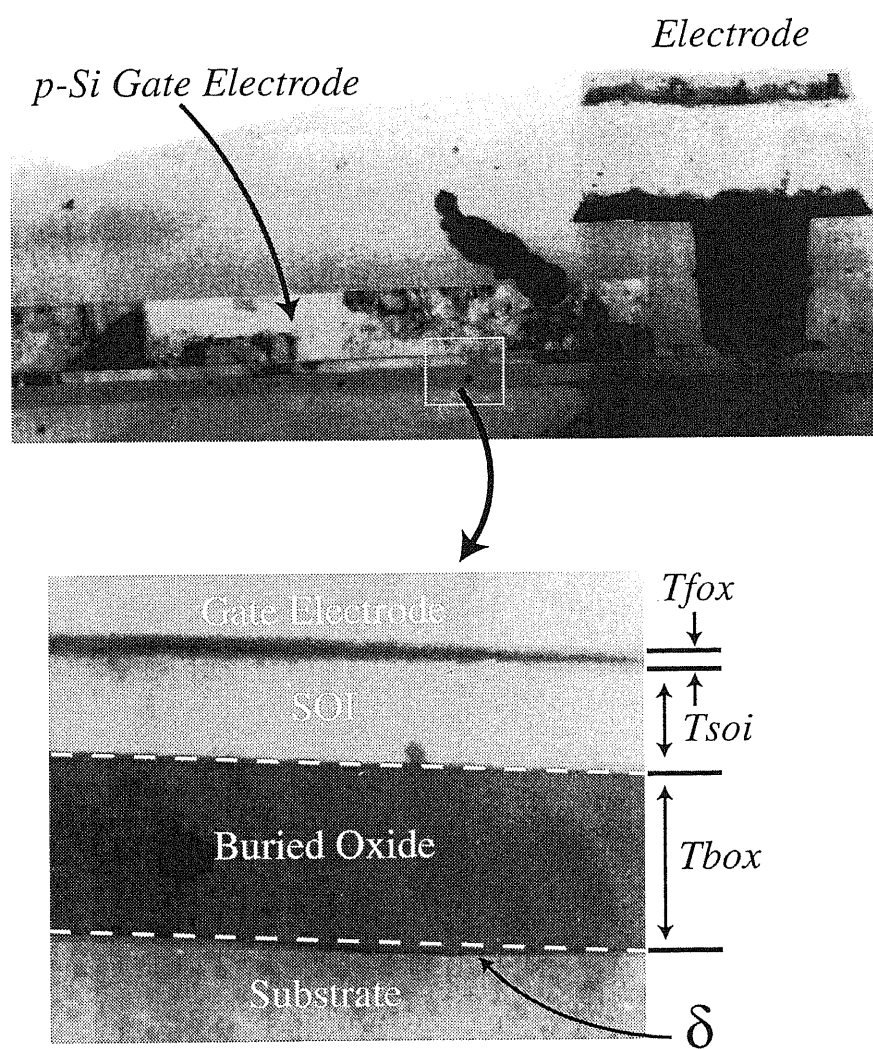 Electrode
p-Si Gate Electrode
Gate Electrode
Tfox
SOI
Tsoi
Buried Oxide
Tbox
Substrate
δ